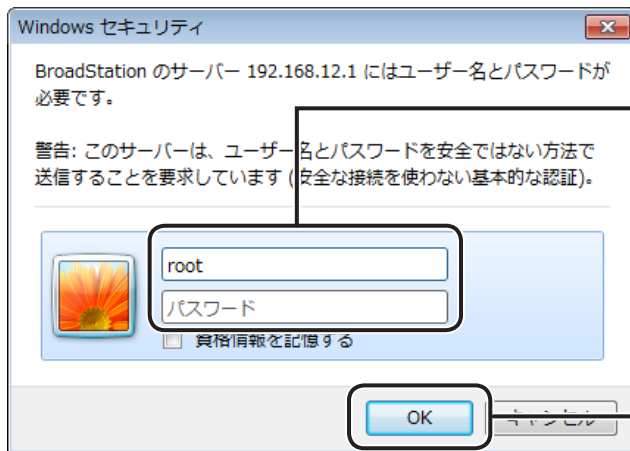 Windows セキュリティ
BroadStation のサーバー 192.168.12.1 にはユーザー名とパスワードが
必要です。
警告: このサーバーは、ユーザー名とパスワードを安全ではない方法で
送信することを要求しています (安全な接続を使わない基本的な認証)。
root
パスワード
資格情報を記憶する
OK
キャンセル